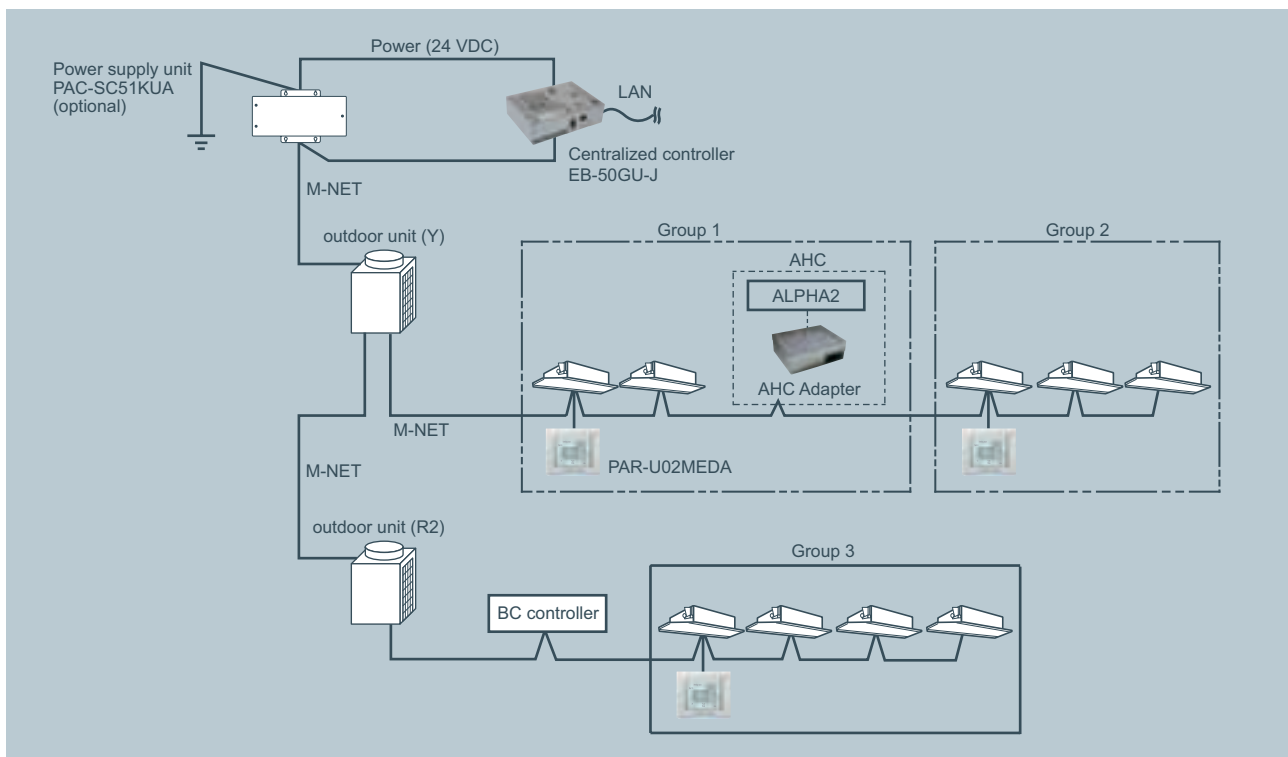 Power (24 VDC)
Power supply unit
PAC-SC51KUA
(optional)
LAN
Centralized controller
EB-50GU-J
M-NET
outdoor unit (Y)
Group 1
Group 2
AHC
ALPHA2
AHC Adapter
M-NET
PAR-U02MEDA
M-NET
outdoor unit (R2)
Group 3
BC controller